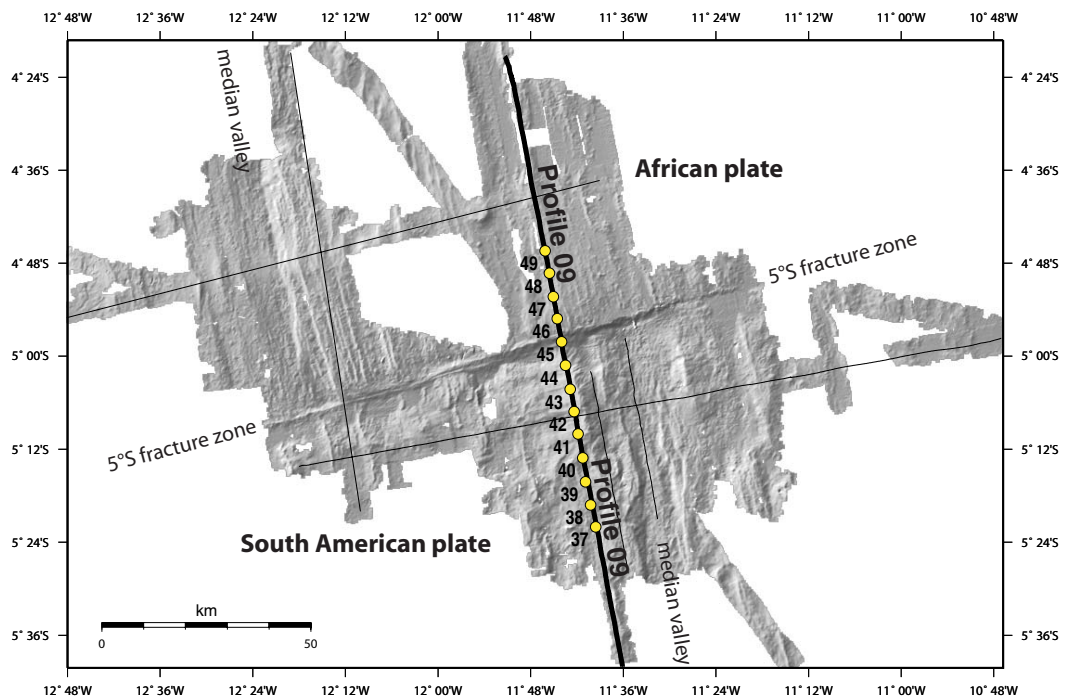 12° 48'W 12° 36'W 12° 24'W 12° 12'W 12° 00'W 11° 48'W 11° 36'W 11° 24'W 11° 12'W 11° 00'W 10° 48'W
4° 24'S
4° 24'S
median valley
4° 36'S
African plate
4° 36'S
Profile 09
5°S fracture zone
4° 48'S
4° 48'S
49
48
47
46
5° 00'S
45
5° 00'S
44
43
42
5°S fracture zone
5° 12'S
41
5° 12'S
40
Profile 09
39
38
37
South American plate
5° 24'S
5° 24'S
median valley
km
0 50
5° 36'S
5° 36'S
12° 48'W 12° 36'W 12° 24'W 12° 12'W 12° 00'W 11° 48'W 11° 36'W 11° 24'W 11° 12'W 11° 00'W 10° 48'W